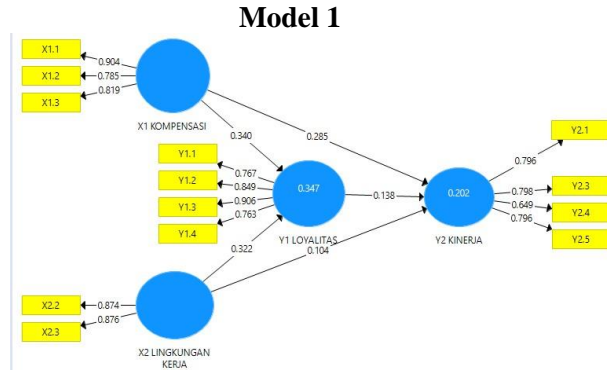 Model 1
X1.1
X1.2
X1.3
0.904
0.785
0.819
X1 KOMPENSASI
0.340
0.285
Y1.1
Y1.2
Y1.3
Y1.4
0.767
0.849
0.906
0.763
0.347
Y1 LOYALITAS
0.138
0.202
Y2 KINERJA
0.796
0.798
0.649
0.796
Y2.1
Y2.3
Y2.4
Y2.5
0.322
0.104
X2.2
X2.3
0.874
0.876
X2 LINGKUNGAN
KERJA